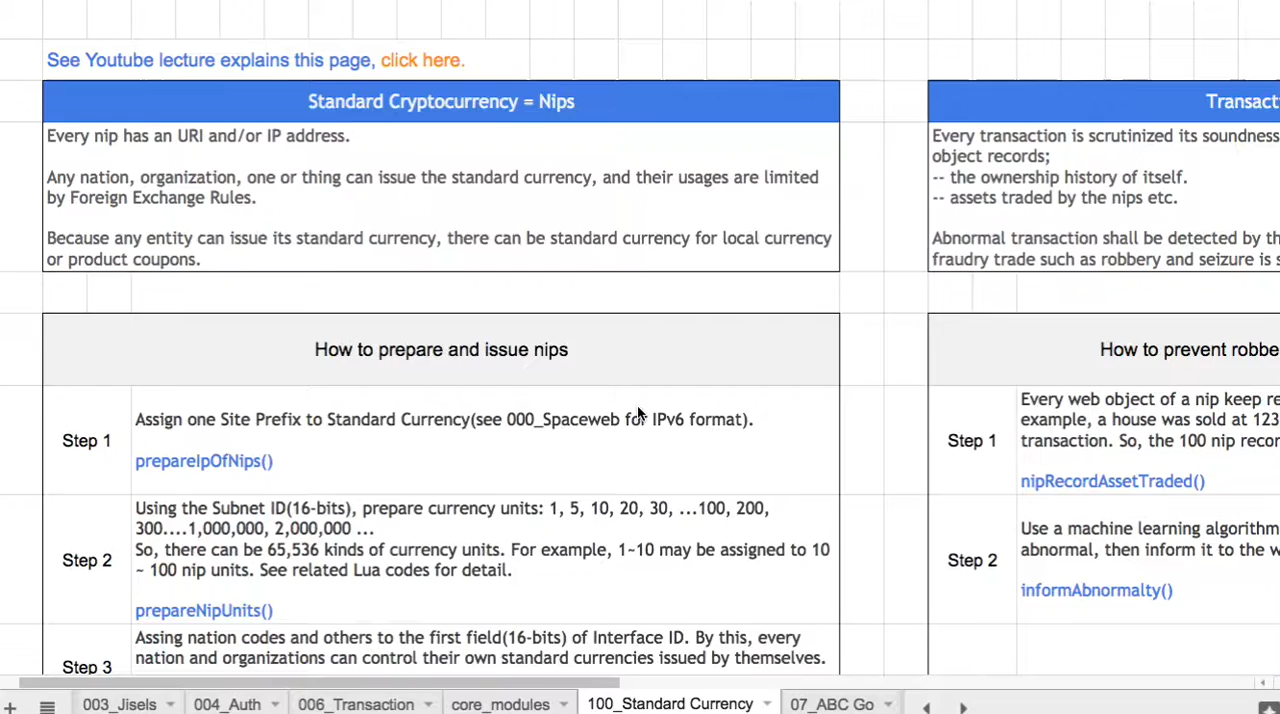 See Youtube lecture explains this page, click here.
Standard Cryptocurrency = Nips
Every nip has an URI and/or IP address.
Any nation, organization, one or thing can issue the standard currency, and their usages are limited
by Foreign Exchange Rules.
Because any entity can issue its standard currency, there can be standard currency for local currency
or product coupons.
How to prepare and issue nips
Step 1
Assign one Site Prefix to Standard Currency(see 000_Spaceweb for IPv6 format).
prepareIpOfNips()
Step 2
Using the Subnet ID(16-bits), prepare currency units: 1, 5, 10, 20, 30, ...100, 200,
300....1,000,000, 2,000,000 ...
So, there can be 65,536 kinds of currency units. For example, 1~10 may be assigned to 10
~ 100 nip units. See related Lua codes for detail.
prepareNipUnits()
Step 3
Assing nation codes and others to the first field(16-bits) of Interface ID. By this, every
nation and organizations can control their own standard currencies issued by themselves.
Transact
Every transaction is scrutinized its soundness
object records;
-- the ownership history of itself.
-- assets traded by the nips etc.
Abnormal transaction shall be detected by th
fraudry trade such as robbery and seizure is s
How to prevent robbe
Step 1
Every web object of a nip keep re
example, a house was sold at 123
transaction. So, the 100 nip recor
nipRecordAssetTraded()
Step 2
Use a machine learning algorithm
abnormal, then inform it to the w
informAbnormalty()
003_Jisels
004_Auth
006_Transaction
core_modules
100_Standard Currency
07_ABC Go